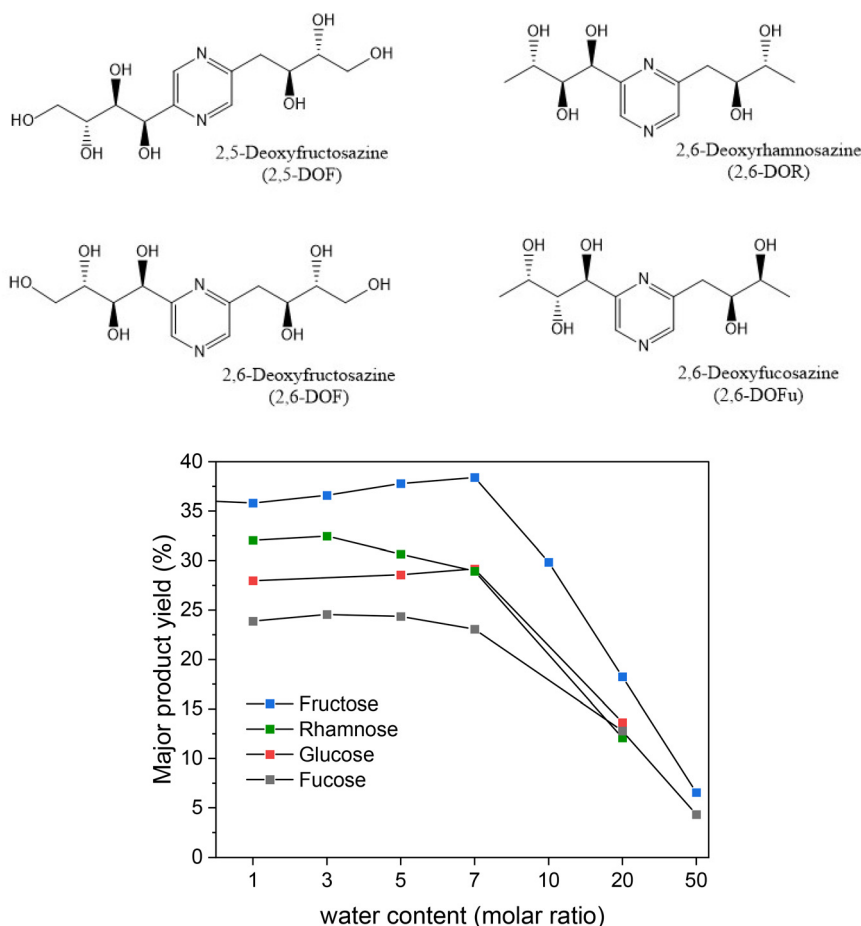 OH
OH
N
OH
OH
HO
N
OH
OH
OH
2,5-Deoxyfructosazine
(2,5-DOF)
OH
OH
OH
N
OH
OH
N
2,6-Deoxyrhamnosazine
(2,6-DOR)
OH
OH
OH
HO
N
OH
OH
OH
N
2,6-Deoxyfructosazine
(2,6-DOF)
OH
OH
OH
N
OH
OH
N
2,6-Deoxyfucosazine
(2,6-DOFu)
Major product yield (%)
40
35
30
25
20
15
10
5
0
Fructose
Rhamnose
Glucose
Fucose
1 3 5 7 10 20 50
water content (molar ratio)